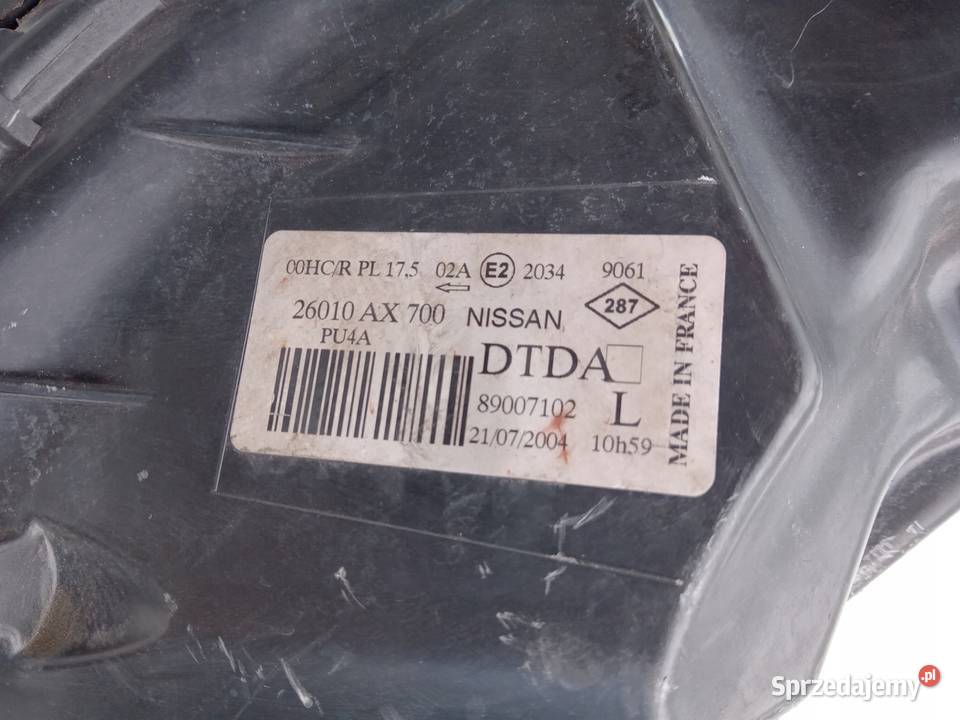 00HC/R PL 17,5 02A E2 2034 9061
26010 AX 700 NISSAN 287
PU4A
DTDA
89007102 L
21/07/2004 10h59
MADE IN FRANCE
Sprzedajemy.pl